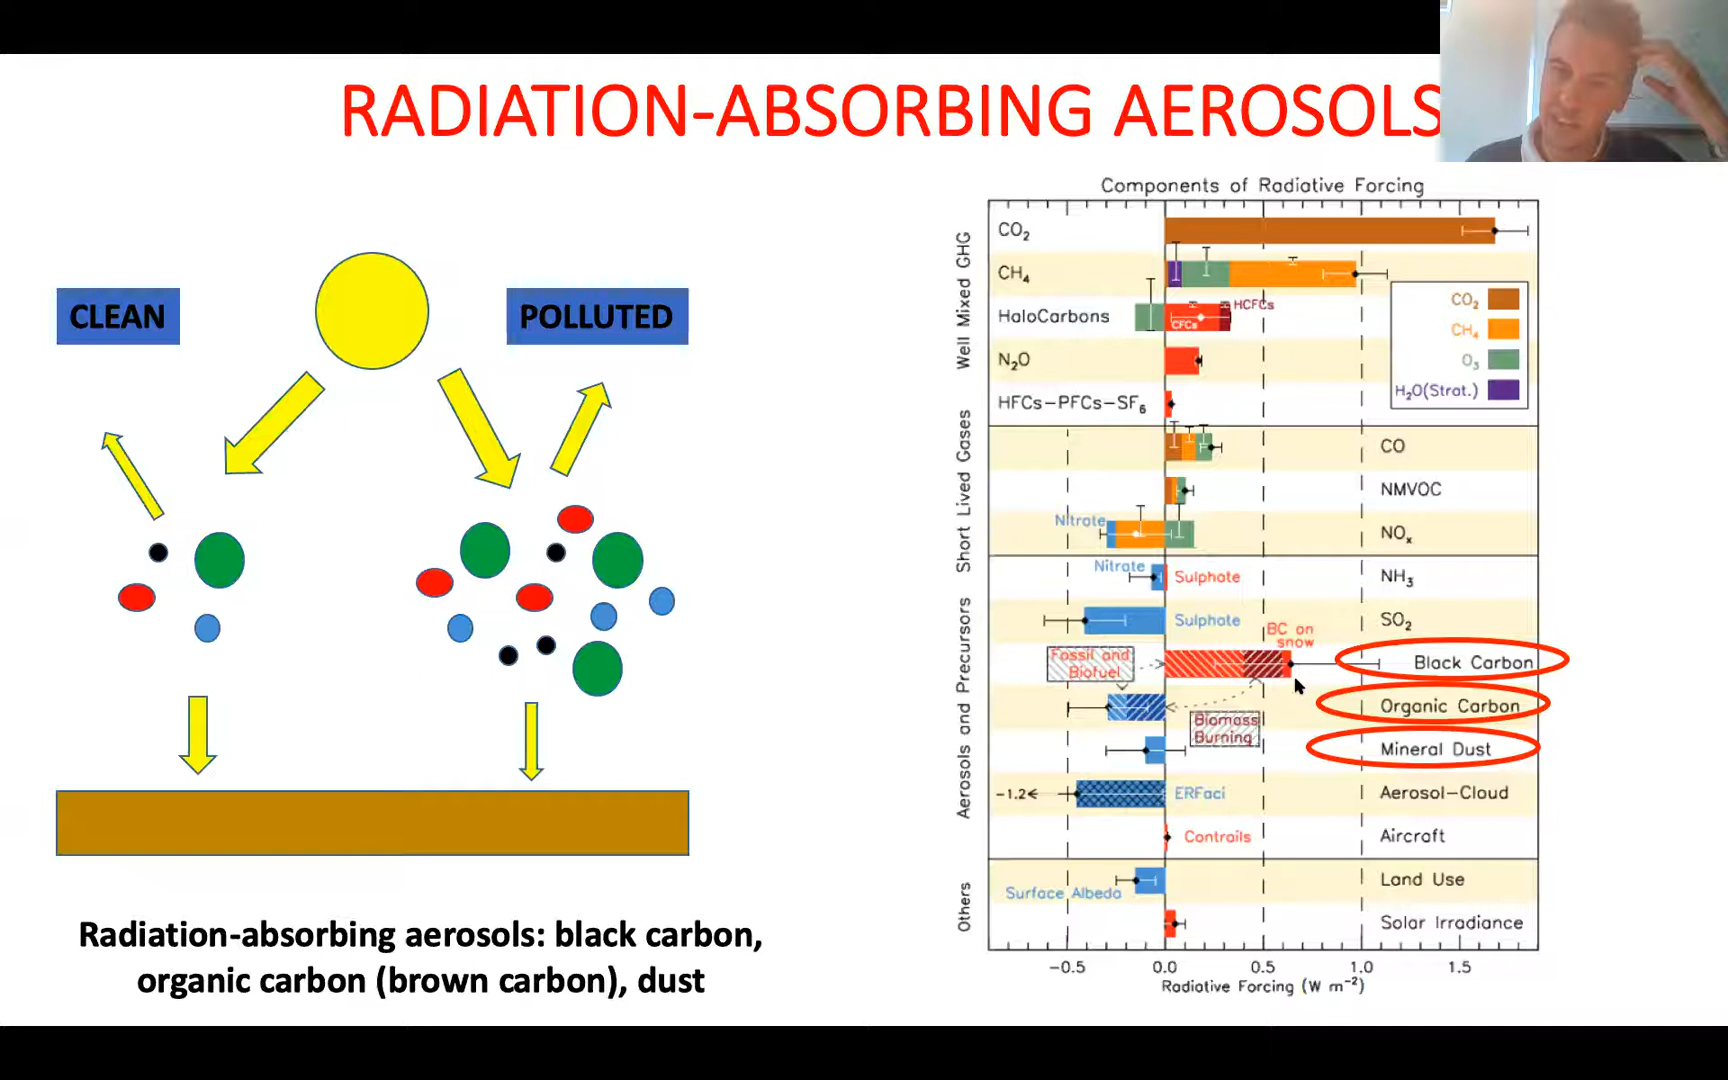 RADIATION-ABSORBING AEROSOLS
CLEAN
POLLUTED
Radiation-absorbing aerosols: black carbon,
organic carbon (brown carbon), dust
Components of Radiative Forcing
Well Mixed GHG
CO₂
CH₄
HaloCarbons
HCFCs
CFCs
N₂O
HFCs-PFCs-SF₆
CO₂
CH₄
O₃
H₂O(Strat.)
Short Lived Gases
CO
NMVOC
Nitrate
NOₓ
Aerosols and Precursors
Nitrate
Sulphate
NH₃
Sulphate
SO₂
BC on
snow
Fossil and
Biofuel
Black Carbon
Organic Carbon
Biomass
Burning
Mineral Dust
-1.2
ERFaci
Aerosol-Cloud
Contrails
Aircraft
Others
Land Use
Surface Albedo
Solar Irradiance
-0.5 0.0 0.5 1.0 1.5
Radiative Forcing (W m⁻²)